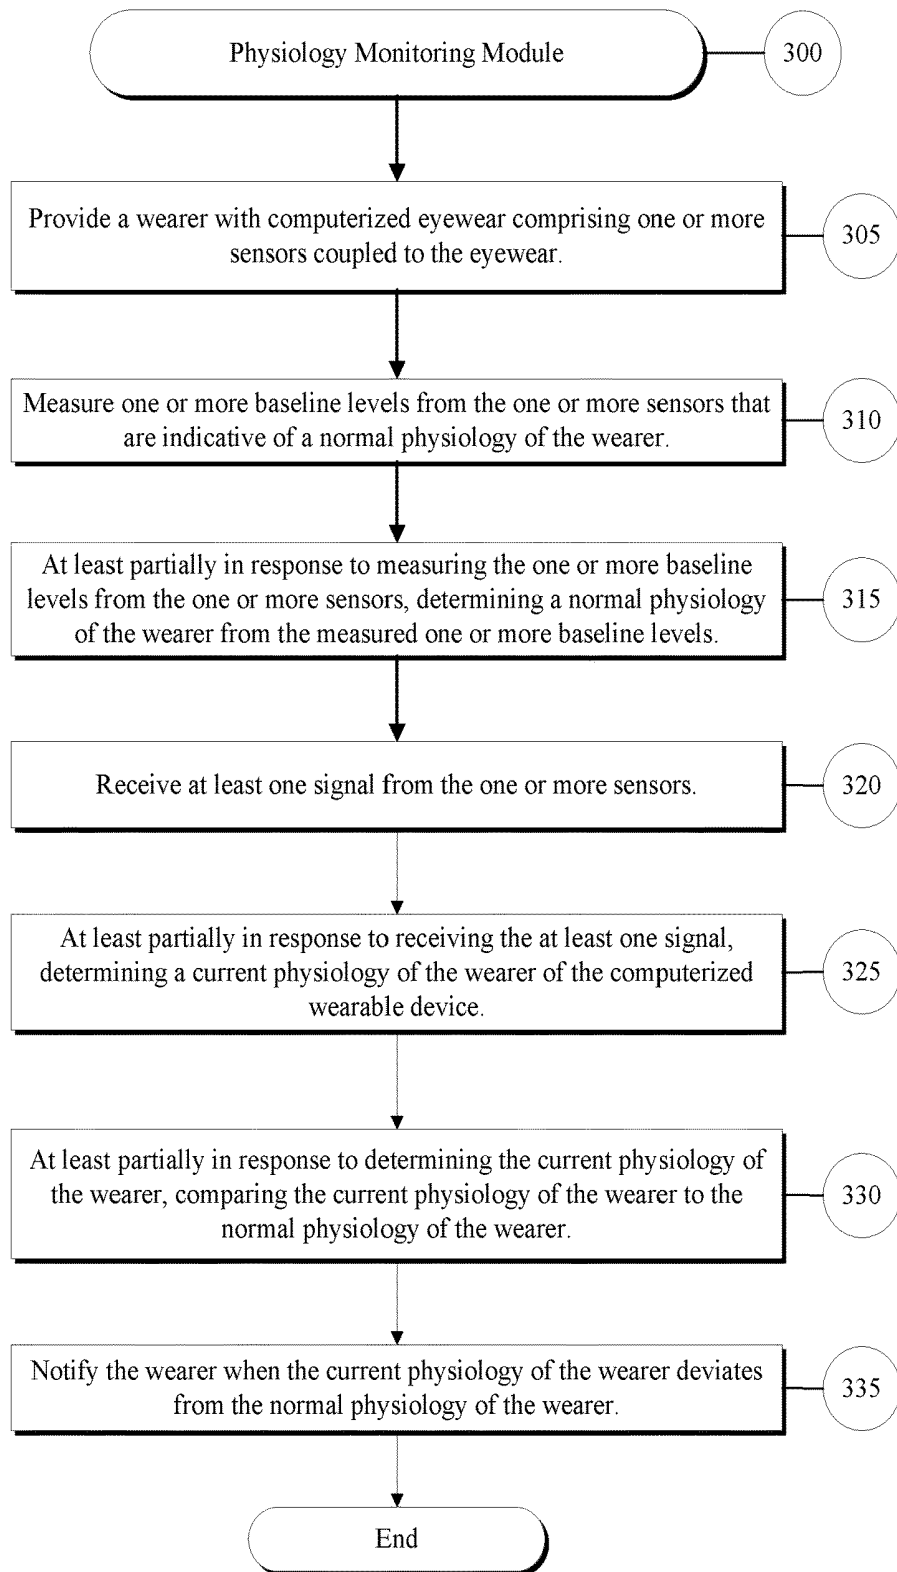 Physiology Monitoring Module
300
Provide a wearer with computerized eyewear comprising one or more
sensors coupled to the eyewear.
305
Measure one or more baseline levels from the one or more sensors that
are indicative of a normal physiology of the wearer.
310
At least partially in response to measuring the one or more baseline
levels from the one or more sensors, determining a normal physiology
of the wearer from the measured one or more baseline levels.
315
Receive at least one signal from the one or more sensors.
320
At least partially in response to receiving the at least one signal,
determining a current physiology of the wearer of the computerized
wearable device.
325
At least partially in response to determining the current physiology of
the wearer, comparing the current physiology of the wearer to the
normal physiology of the wearer.
330
Notify the wearer when the current physiology of the wearer deviates
from the normal physiology of the wearer.
335
End